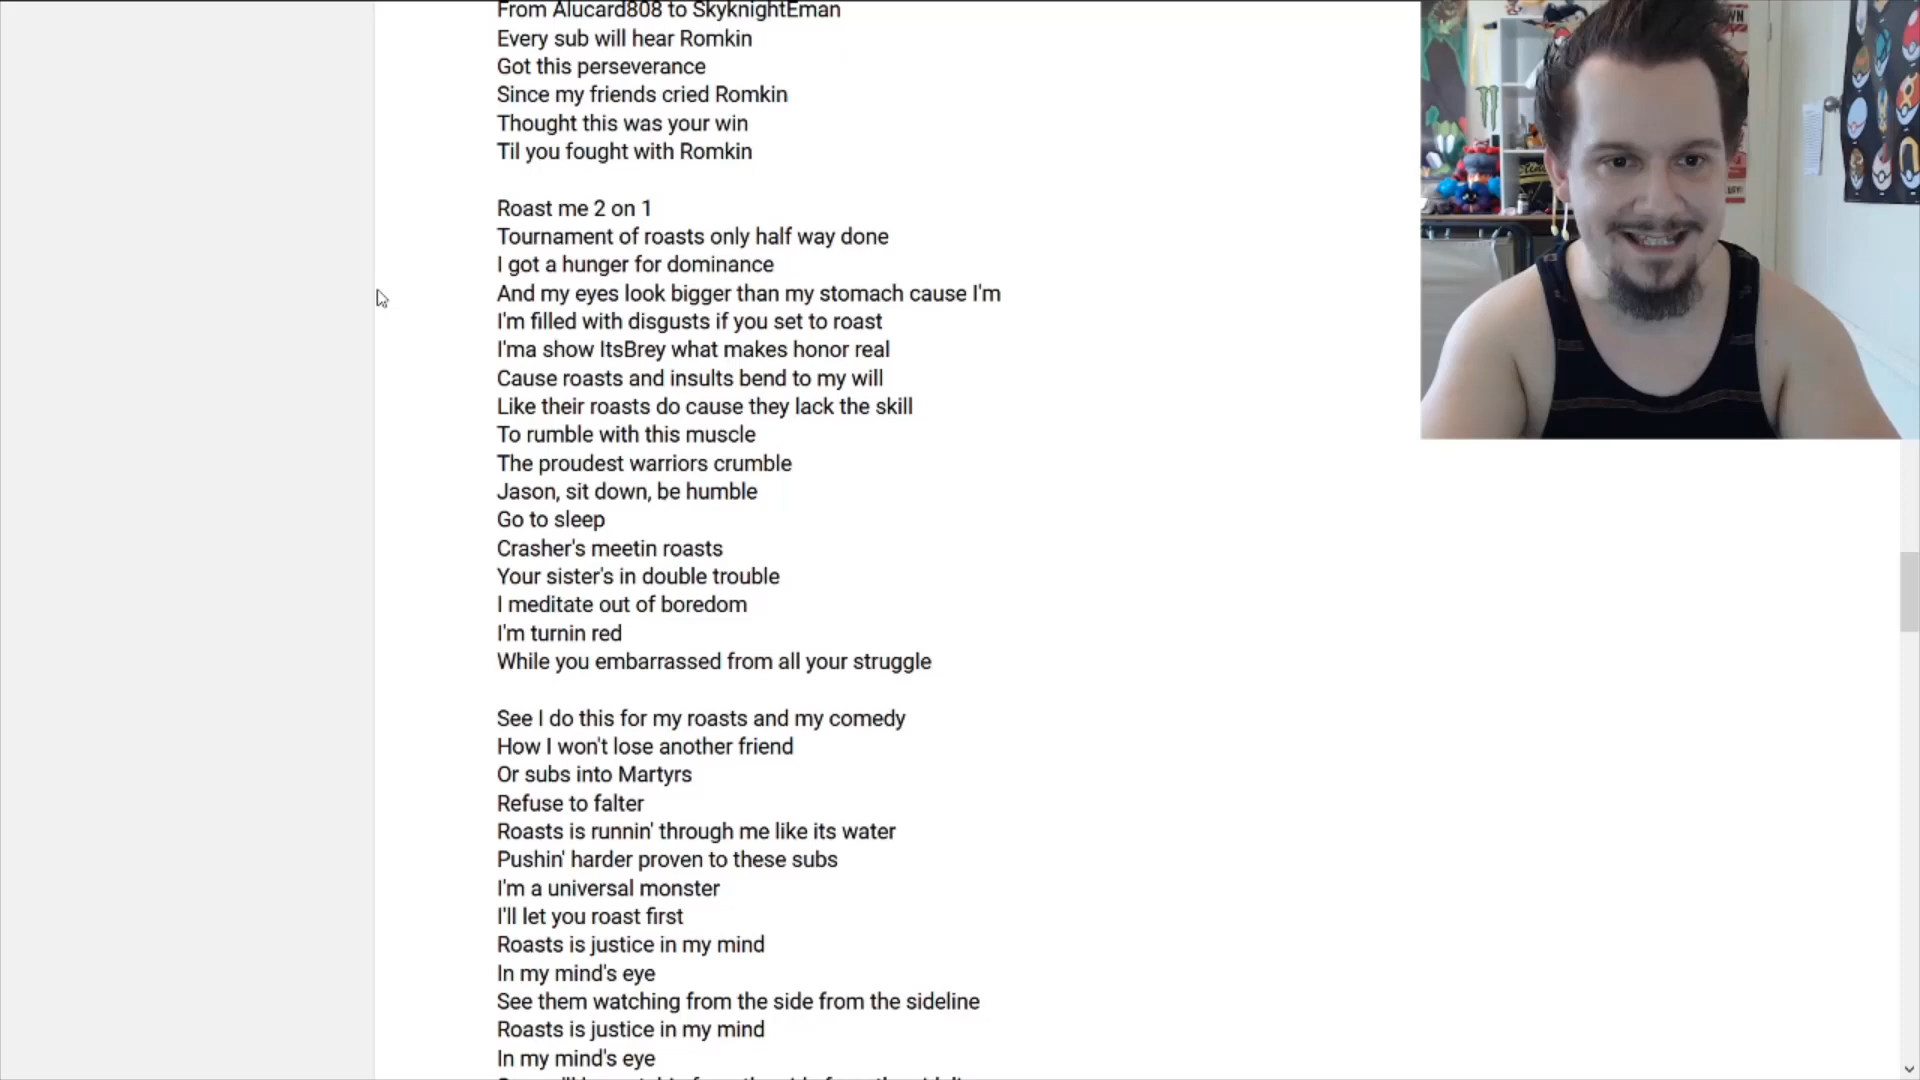 From Alucard808 to SkyknightEman
Every sub will hear Romkin
Got this perseverance
Since my friends cried Romkin
Thought this was your win
Til you fought with Romkin
Roast me 2 on 1
Tournament of roasts only half way done
I got a hunger for dominance
And my eyes look bigger than my stomach cause I'm
I'm filled with disgusts if you set to roast
I'ma show ItsBrey what makes honor real
Cause roasts and insults bend to my will
Like their roasts do cause they lack the skill
To rumble with this muscle
The proudest warriors crumble
Jason, sit down, be humble
Go to sleep
Crasher's meetin roasts
Your sister's in double trouble
I meditate out of boredom
I'm turnin red
While you embarrassed from all your struggle
See I do this for my roasts and my comedy
How I won't lose another friend
Or subs into Martyrs
Refuse to falter
Roasts is runnin' through me like its water
Pushin' harder proven to these subs
I'm a universal monster
I'll let you roast first
Roasts is justice in my mind
In my mind's eye
See them watching from the side from the sideline
Roasts is justice in my mind
In my mind's eye